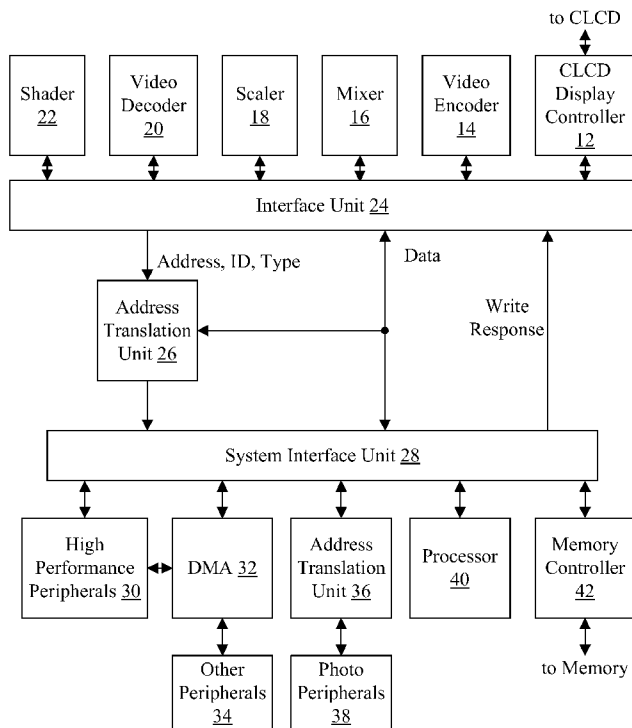 to CLCD
Shader
22
Video
Decoder
20
Scaler
18
Mixer
16
Video
Encoder
14
CLCD
Display
Controller
12
Interface Unit 24
Address, ID, Type
Data
Address
Translation
Unit 26
Write
Response
System Interface Unit 28
High
Performance
Peripherals 30
DMA 32
Address
Translation
Unit 36
Processor
40
Memory
Controller
42
Other
Peripherals
34
Photo
Peripherals
38
to Memory